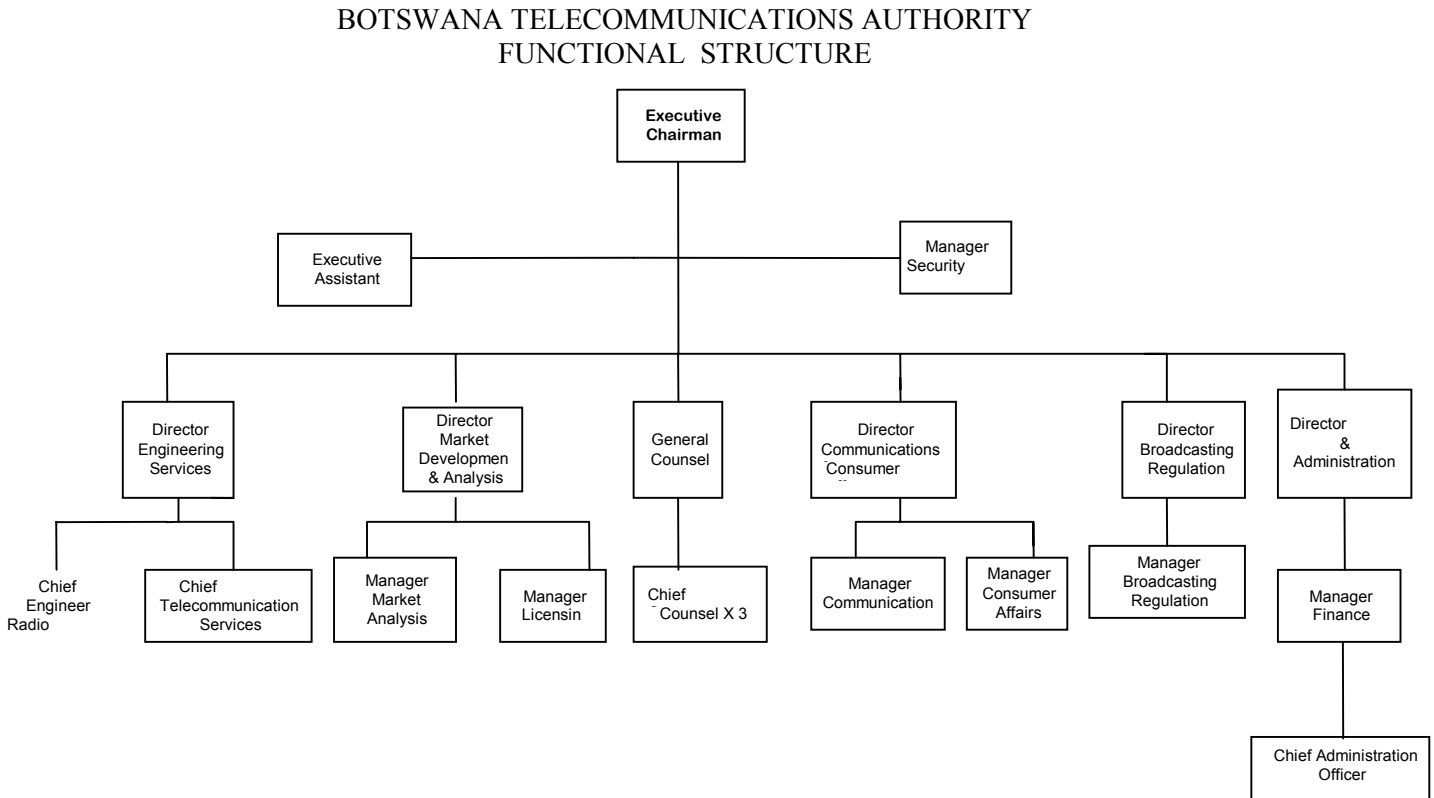 BOTSWANA TELECOMMUNICATIONS AUTHORITY
FUNCTIONAL STRUCTURE
Executive
Chairman
Executive
Assistant
Manager
Security
Director
Engineering
Services
Director
Market
Developmen
& Analysis
General
Counsel
Director
Communications
Consumer
Director
Broadcasting
Regulation
Director
&
Administration
Chief
Engineer
Radio
Chief
Telecommunication
Services
Manager
Market
Analysis
Manager
Licensin
Chief
Counsel X 3
Manager
Communication
Manager
Consumer
Affairs
Manager
Broadcasting
Regulation
Manager
Finance
Chief Administration
Officer